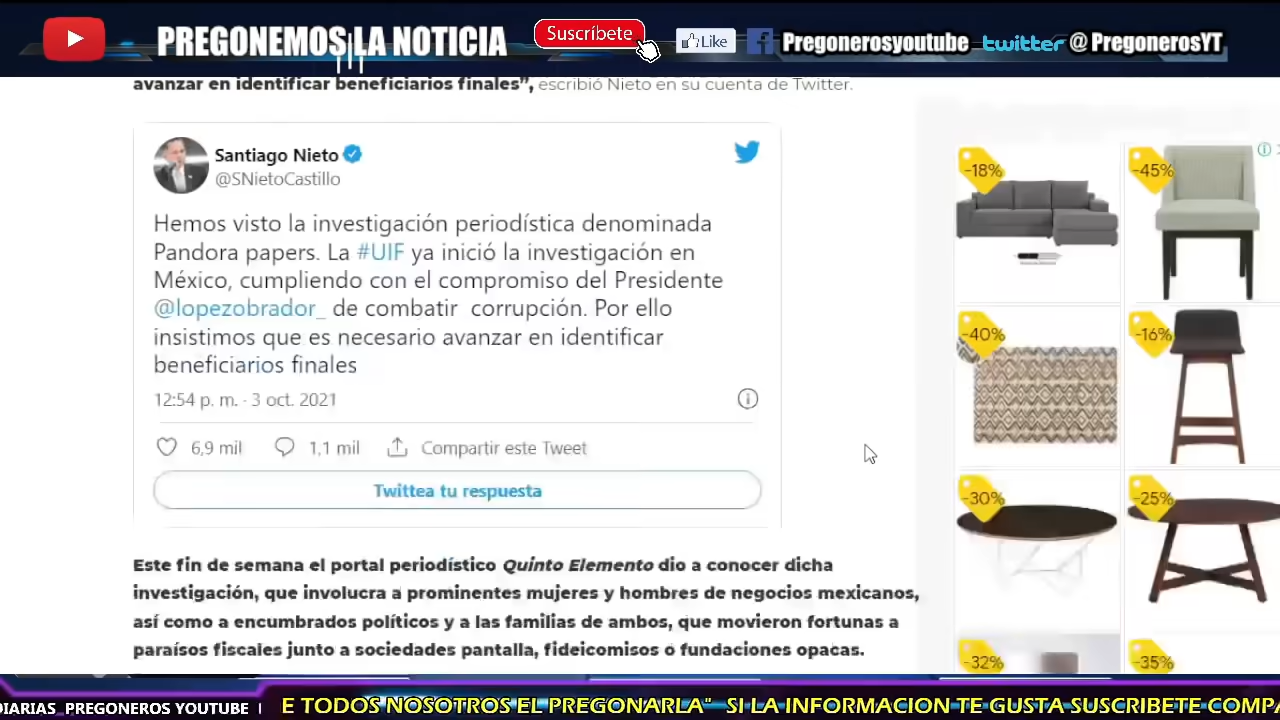 PREGONEMOS LA NOTICIA
Suscríbete
Like
Pregonerosyoutube
twitter @PregonerosYT
avanzar en identificar beneficiarios finales”, escribió Nieto en su cuenta de Twitter.
Santiago Nieto
@SNietoCastillo
Hemos visto la investigación periodística denominada
Pandora papers. La #UIF ya inició la investigación en
México, cumpliendo con el compromiso del Presidente
@lopezobrador_ de combatir corrupción. Por ello
insistimos que es necesario avanzar en identificar
beneficiarios finales
12:54 p. m. · 3 oct. 2021
6,9 mil 1,1 mil Compartir este Tweet
Twittea tu respuesta
Este fin de semana el portal periodístico Quinto Elemento dio a conocer dicha
investigación, que involucra a prominentes mujeres y hombres de negocios mexicanos,
así como a encumbrados políticos y a las familias de ambos, que movieron fortunas a
paraísos fiscales junto a sociedades pantalla, fideicomisos o fundaciones opacas.
-18% -45%
-40% -16%
-30% -25%
-32% -35%
DIARIAS_PREGONEROS YOUTUBE | E TODOS NOSOTROS EL PREGONARLA" SI LA INFORMACION TE GUSTA SUSCRIBETE COMPA